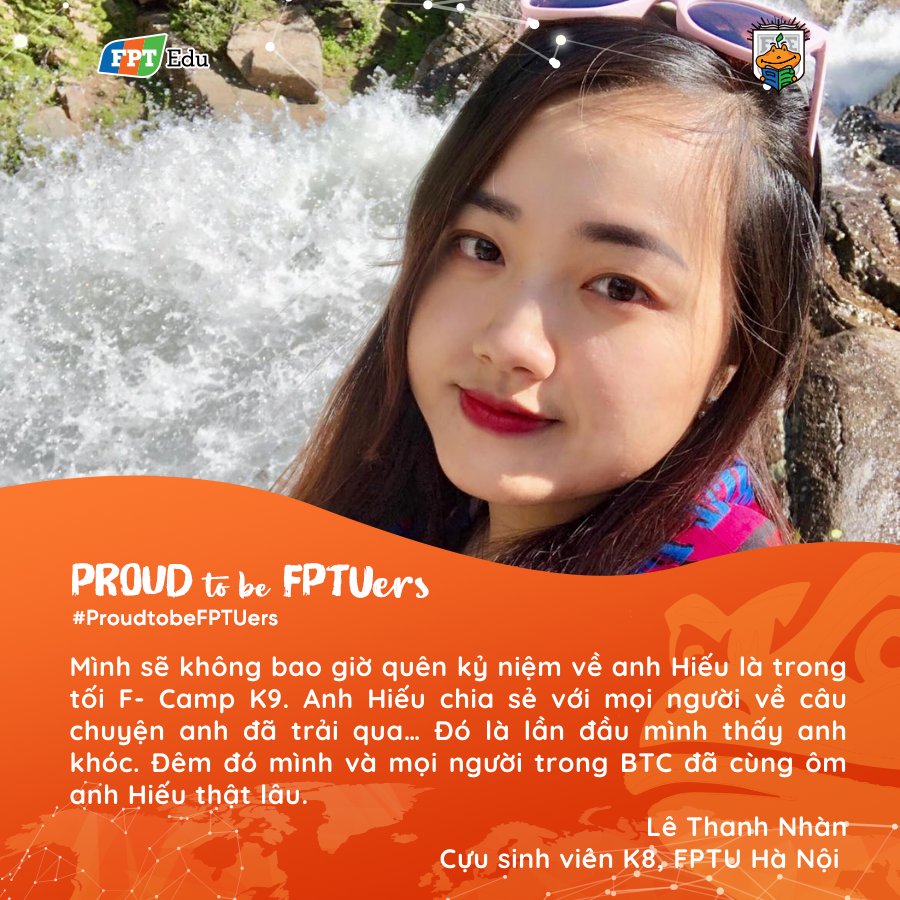 FPT Edu
PROUD to be FPTUers
#ProudtobeFPTUers
Mình sẽ không bao giờ quên kỷ niệm về anh Hiếu là trong
tối F- Camp K9. Anh Hiếu chia sẻ với mọi người về câu
chuyện anh đã trải qua... Đó là lần đầu mình thấy anh
khóc. Đêm đó mình và mọi người trong BTC đã cùng ôm
anh Hiếu thật lâu.
Lê Thanh Nhàn
Cựu sinh viên K8, FPTU Hà Nội